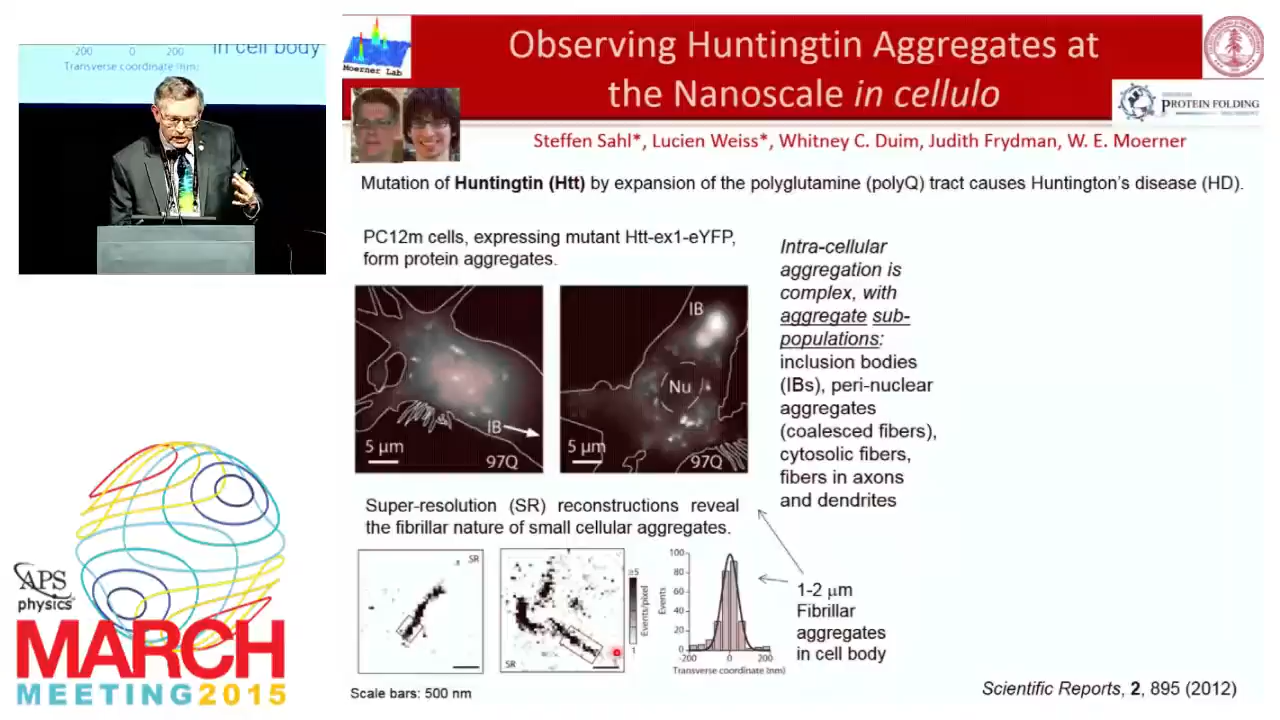 -200 0 200
in cell body
Transverse coordinate (nm)
Moerner Lab
Observing Huntingtin Aggregates at
the Nanoscale in cellulo
PROTEIN FOLDING
Steffen Sahl*, Lucien Weiss*, Whitney C. Duim, Judith Frydman, W. E. Moerner
Mutation of Huntingtin (Htt) by expansion of the polyglutamine (polyQ) tract causes Huntington's disease (HD).
PC12m cells, expressing mutant Htt-ex1-eYFP,
form protein aggregates.
IB
5 µm
97Q
IB
Nu
5 µm
97Q
Intra-cellular
aggregation is
complex, with
aggregate sub-
populations:
inclusion bodies
(IBs), peri-nuclear
aggregates
(coalesced fibers),
cytosolic fibers,
fibers in axons
and dendrites
Super-resolution (SR) reconstructions reveal
the fibrillar nature of small cellular aggregates.
SR
SR
≥5
Events/pixel
1
Events
100
80
60
40
20
0
-200 0 200
Transverse coordinate (nm)
1-2 µm
Fibrillar
aggregates
in cell body
Scale bars: 500 nm
Scientific Reports, 2, 895 (2012)
APS
physics
MARCH
MEETING2015